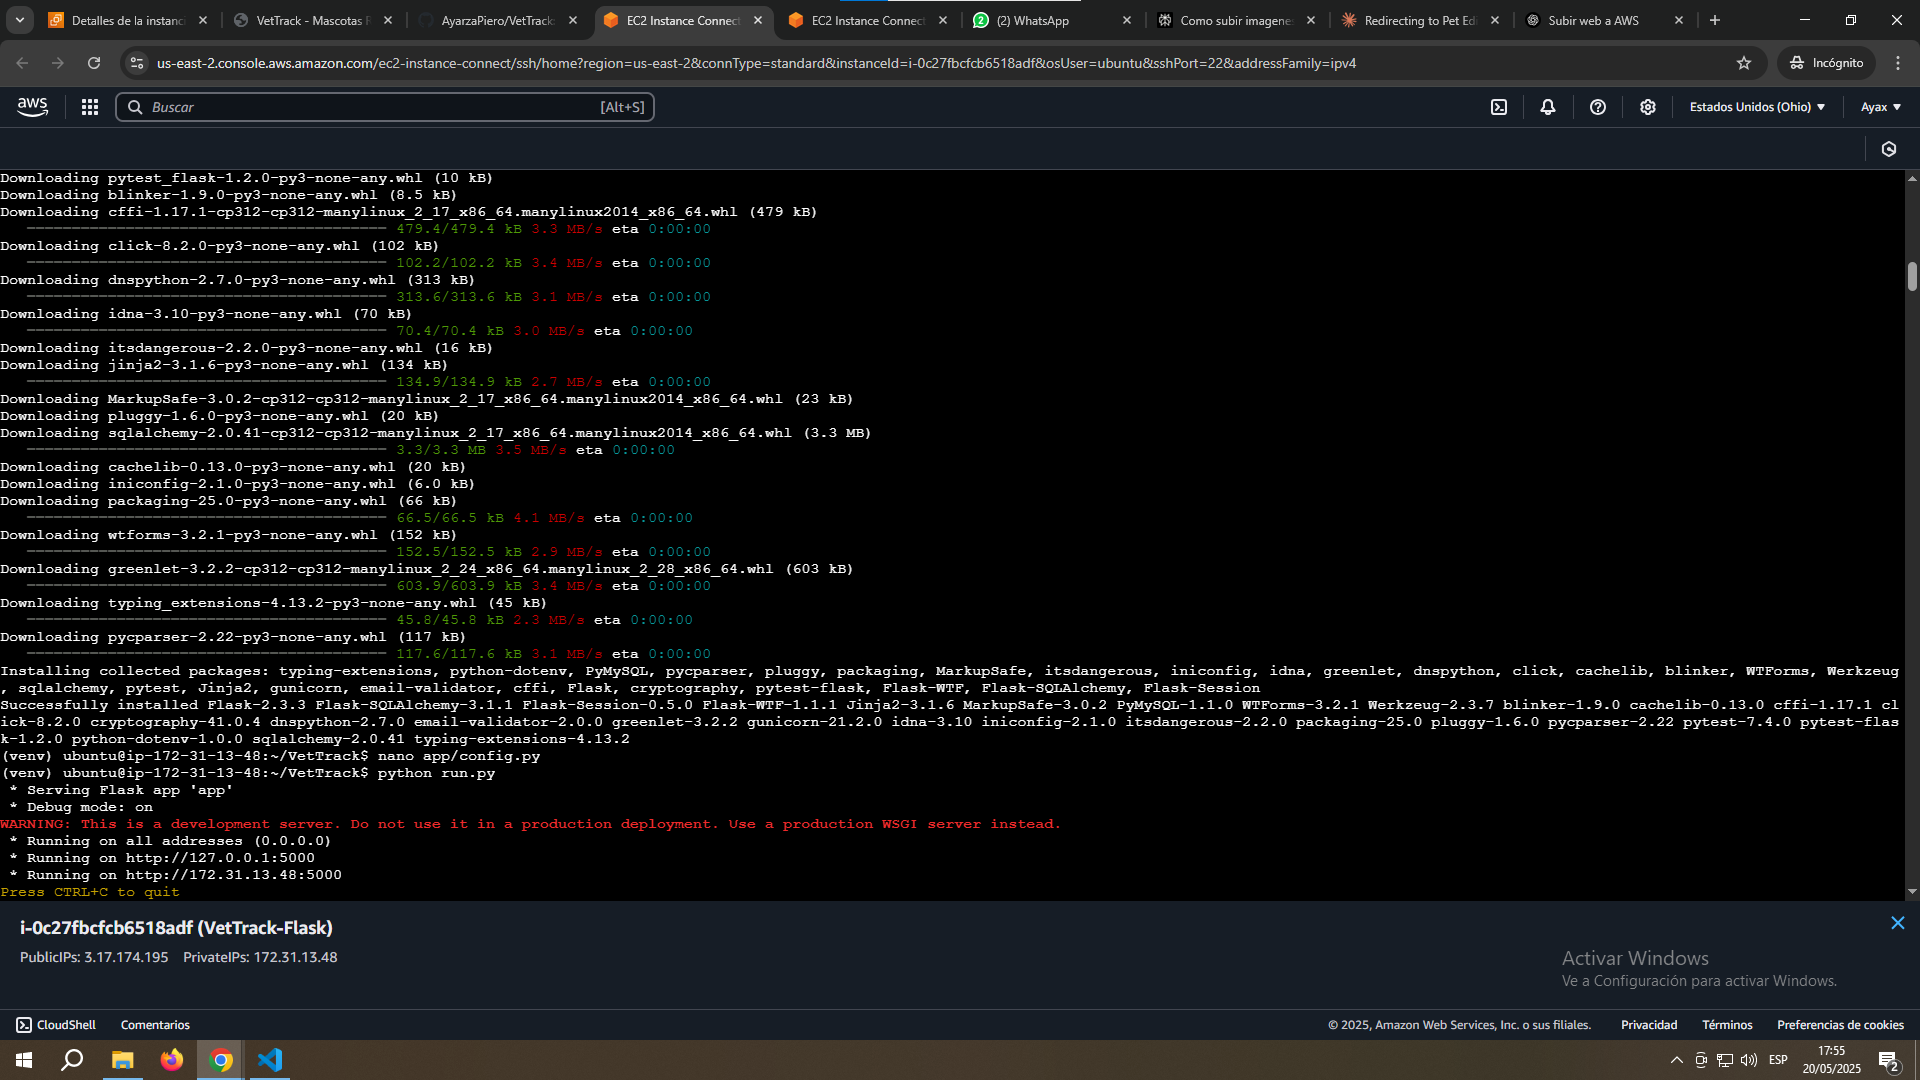 Detalles de la instanci
VetTrack - Mascotas R
AyarzaPiero/VetTrack
EC2 Instance Connect
EC2 Instance Connect
(2) WhatsApp
Como subir imagene
Redirecting to Pet Edi
Subir web a AWS
us-east-2.console.aws.amazon.com/ec2-instance-connect/ssh/home?region=us-east-2&connType=standard&instanceId=i-0c27fbcfcb6518adf&osUser=ubuntu&sshPort=22&addressFamily=ipv4
Incógnito
aws
Buscar
[Alt+S]
Estados Unidos (Ohio)
Ayax
Downloading pytest_flask-1.2.0-py3-none-any.whl (10 kB)
Downloading blinker-1.9.0-py3-none-any.whl (8.5 kB)
Downloading cffi-1.17.1-cp312-cp312-manylinux_2_17_x86_64.manylinux2014_x86_64.whl (479 kB)
479.4/479.4 kB 3.3 MB/s eta 0:00:00
Downloading click-8.2.0-py3-none-any.whl (102 kB)
102.2/102.2 kB 3.4 MB/s eta 0:00:00
Downloading dnspython-2.7.0-py3-none-any.whl (313 kB)
313.6/313.6 kB 3.1 MB/s eta 0:00:00
Downloading idna-3.10-py3-none-any.whl (70 kB)
70.4/70.4 kB 3.0 MB/s eta 0:00:00
Downloading itsdangerous-2.2.0-py3-none-any.whl (16 kB)
Downloading jinja2-3.1.6-py3-none-any.whl (134 kB)
134.9/134.9 kB 2.7 MB/s eta 0:00:00
Downloading MarkupSafe-3.0.2-cp312-cp312-manylinux_2_17_x86_64.manylinux2014_x86_64.whl (23 kB)
Downloading pluggy-1.6.0-py3-none-any.whl (20 kB)
Downloading sqlalchemy-2.0.41-cp312-cp312-manylinux_2_17_x86_64.manylinux2014_x86_64.whl (3.3 MB)
3.3/3.3 MB 3.5 MB/s eta 0:00:00
Downloading cachelib-0.13.0-py3-none-any.whl (20 kB)
Downloading iniconfig-2.1.0-py3-none-any.whl (6.0 kB)
Downloading packaging-25.0-py3-none-any.whl (66 kB)
66.5/66.5 kB 4.1 MB/s eta 0:00:00
Downloading wtforms-3.2.1-py3-none-any.whl (152 kB)
152.5/152.5 kB 2.9 MB/s eta 0:00:00
Downloading greenlet-3.2.2-cp312-cp312-manylinux_2_24_x86_64.manylinux_2_28_x86_64.whl (603 kB)
603.9/603.9 kB 3.4 MB/s eta 0:00:00
Downloading typing_extensions-4.13.2-py3-none-any.whl (45 kB)
45.8/45.8 kB 2.3 MB/s eta 0:00:00
Downloading pycparser-2.22-py3-none-any.whl (117 kB)
117.6/117.6 kB 3.1 MB/s eta 0:00:00
Installing collected packages: typing-extensions, python-dotenv, PyMySQL, pycparser, pluggy, packaging, MarkupSafe, itsdangerous, iniconfig, idna, greenlet, dnspython, click, cachelib, blinker, WTForms, Werkzeug
, sqlalchemy, pytest, Jinja2, gunicorn, email-validator, cffi, Flask, cryptography, pytest-flask, Flask-WTF, Flask-SQLAlchemy, Flask-Session
Successfully installed Flask-2.3.3 Flask-SQLAlchemy-3.1.1 Flask-Session-0.5.0 Flask-WTF-1.1.1 Jinja2-3.1.6 MarkupSafe-3.0.2 PyMySQL-1.1.0 WTForms-3.2.1 Werkzeug-2.3.7 blinker-1.9.0 cachelib-0.13.0 cffi-1.17.1 cl
ick-8.2.0 cryptography-41.0.4 dnspython-2.7.0 email-validator-2.0.0 greenlet-3.2.2 gunicorn-21.2.0 idna-3.10 iniconfig-2.1.0 itsdangerous-2.2.0 packaging-25.0 pluggy-1.6.0 pycparser-2.22 pytest-7.4.0 pytest-flas
k-1.2.0 python-dotenv-1.0.0 sqlalchemy-2.0.41 typing-extensions-4.13.2
(venv) ubuntu@ip-172-31-13-48:~/VetTrack$ nano app/config.py
(venv) ubuntu@ip-172-31-13-48:~/VetTrack$ python run.py
* Serving Flask app 'app'
* Debug mode: on
WARNING: This is a development server. Do not use it in a production deployment. Use a production WSGI server instead.
* Running on all addresses (0.0.0.0)
* Running on http://127.0.0.1:5000
* Running on http://172.31.13.48:5000
Press CTRL+C to quit
i-0c27fbcfcb6518adf (VetTrack-Flask)
PublicIPs: 3.17.174.195 PrivateIPs: 172.31.13.48
Activar Windows
Ve a Configuración para activar Windows.
CloudShell
Comentarios
© 2025, Amazon Web Services, Inc. o sus filiales.
Privacidad
Términos
Preferencias de cookies
ESP
17:55
20/05/2025
2